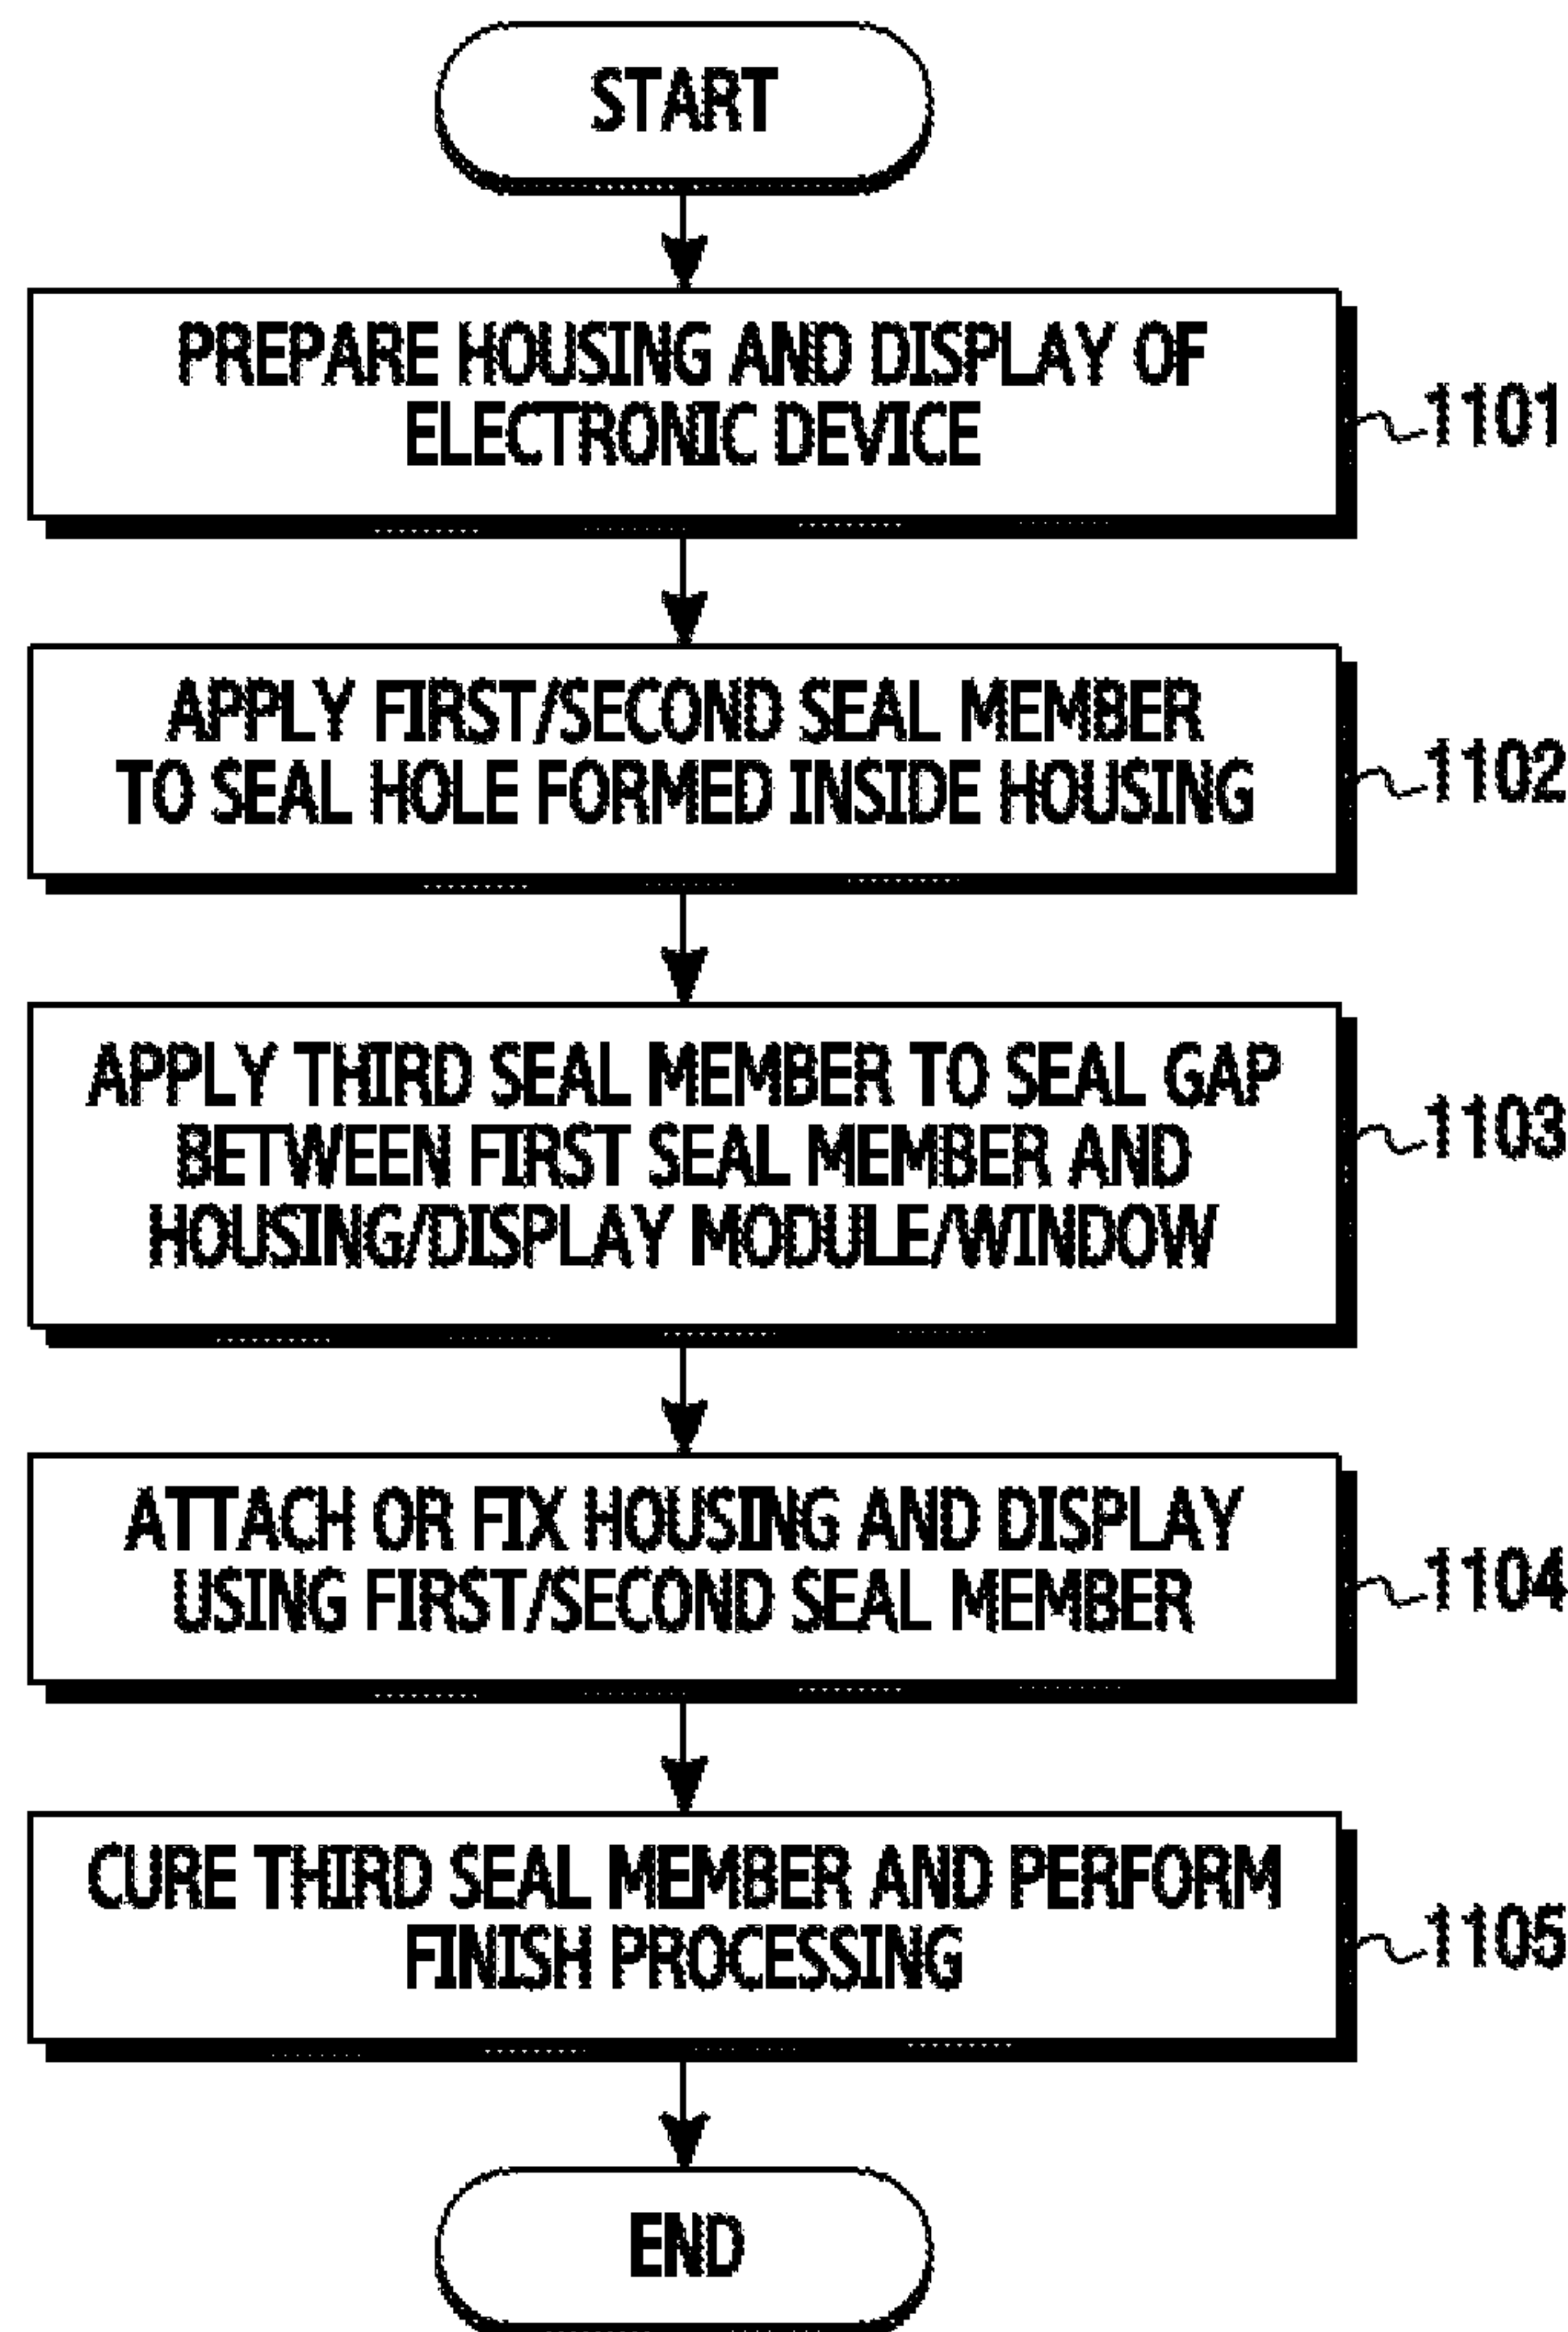 START
PREPARE HOUSING AND DISPLAY OF
ELECTRONIC DEVICE
1101
APPLY FIRST/SECOND SEAL MEMBER
TO SEAL HOLE FORMED INSIDE HOUSING
1102
APPLY THIRD SEAL MEMBER TO SEAL GAP
BETWEEN FIRST SEAL MEMBER AND
HOUSING/DISPLAY MODULE/WINDOW
1103
ATTACH OR FIX HOUSING AND DISPLAY
USING FIRST/SECOND SEAL MEMBER
1104
CURE THIRD SEAL MEMBER AND PERFORM
FINISH PROCESSING
1105
END